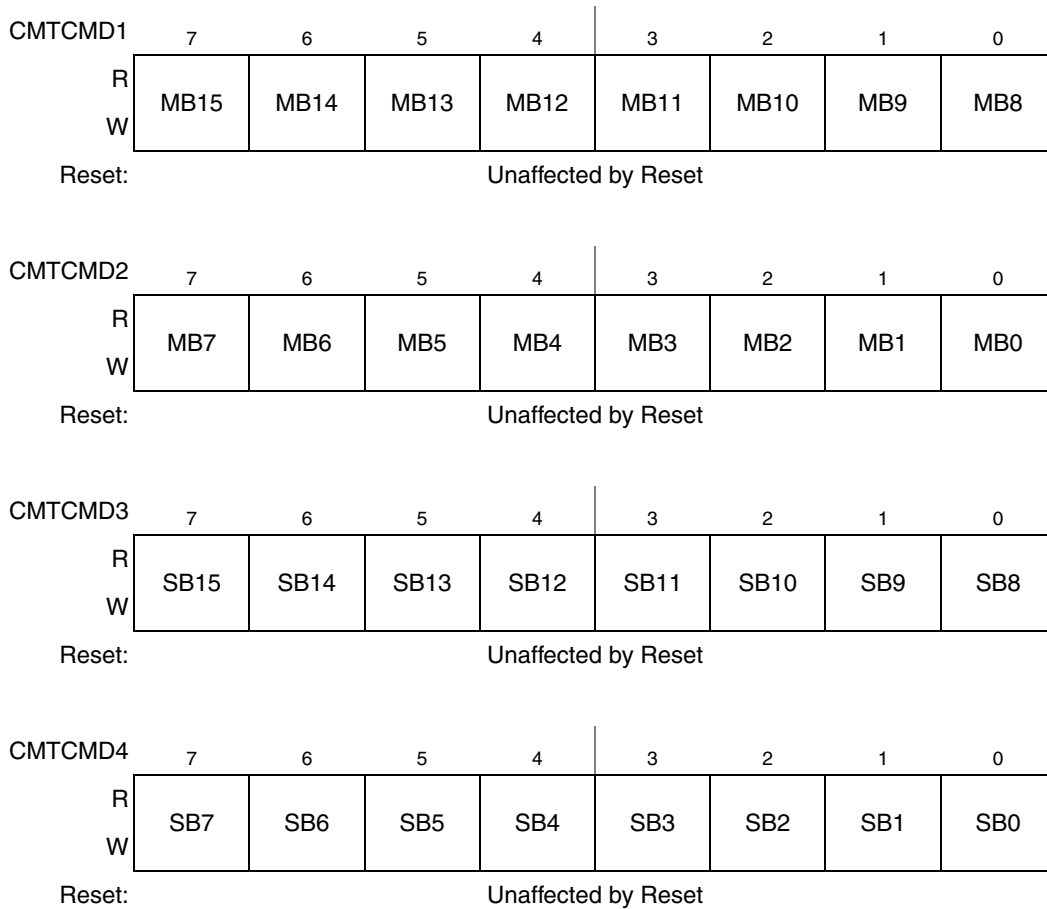 CMTCMD1 7 6 5 4 3 2 1 0
R
MB15 MB14 MB13 MB12 MB11 MB10 MB9 MB8
W
Reset: Unaffected by Reset
CMTCMD2 7 6 5 4 3 2 1 0
R
MB7 MB6 MB5 MB4 MB3 MB2 MB1 MB0
W
Reset: Unaffected by Reset
CMTCMD3 7 6 5 4 3 2 1 0
R
SB15 SB14 SB13 SB12 SB11 SB10 SB9 SB8
W
Reset: Unaffected by Reset
CMTCMD4 7 6 5 4 3 2 1 0
R
SB7 SB6 SB5 SB4 SB3 SB2 SB1 SB0
W
Reset: Unaffected by Reset